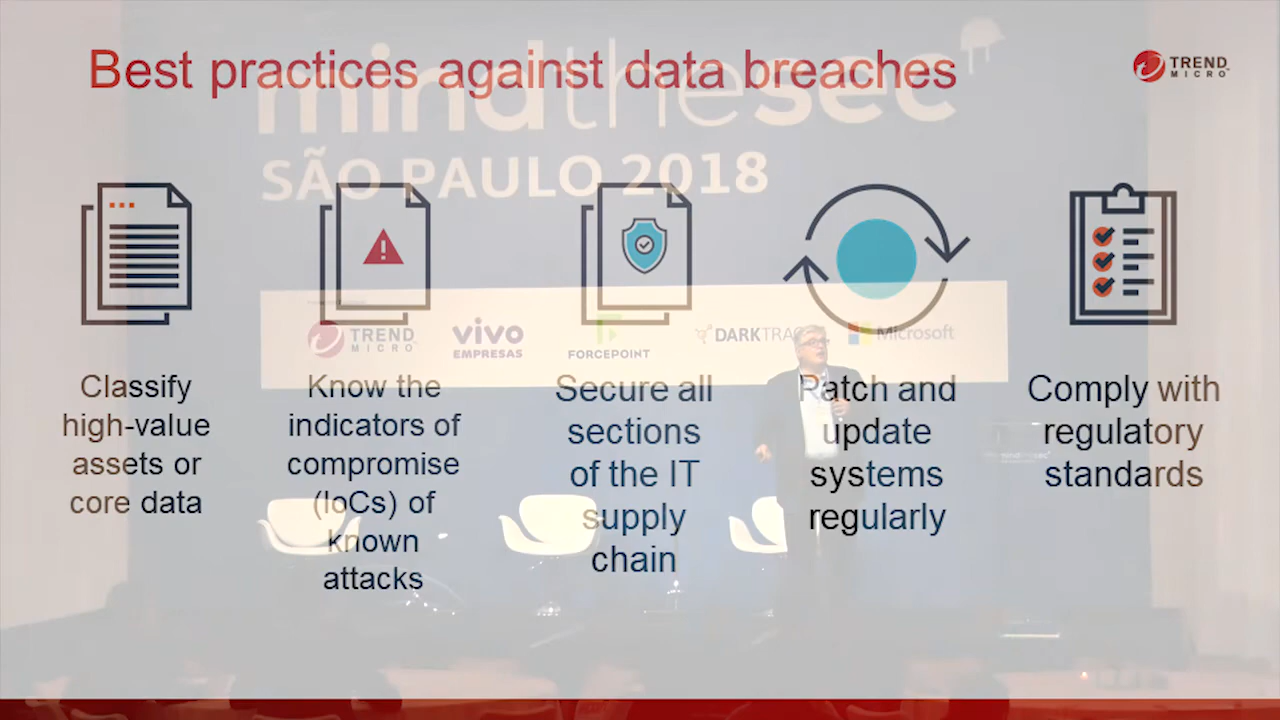 Best practices against data breaches
TREND
MICRO
mindthesec
SÃO PAULO 2018
TREND
MICRO
vivo
EMPRESAS
FORCEPOINT
DARKTRAC
Microsoft
Classify
high-value
assets or
core data
Know the
indicators of
compromise
(IoCs) of
known
attacks
Secure all
sections
of the IT
supply
chain
Patch and
update
systems
regularly
Comply with
regulatory
standards
mindthesec